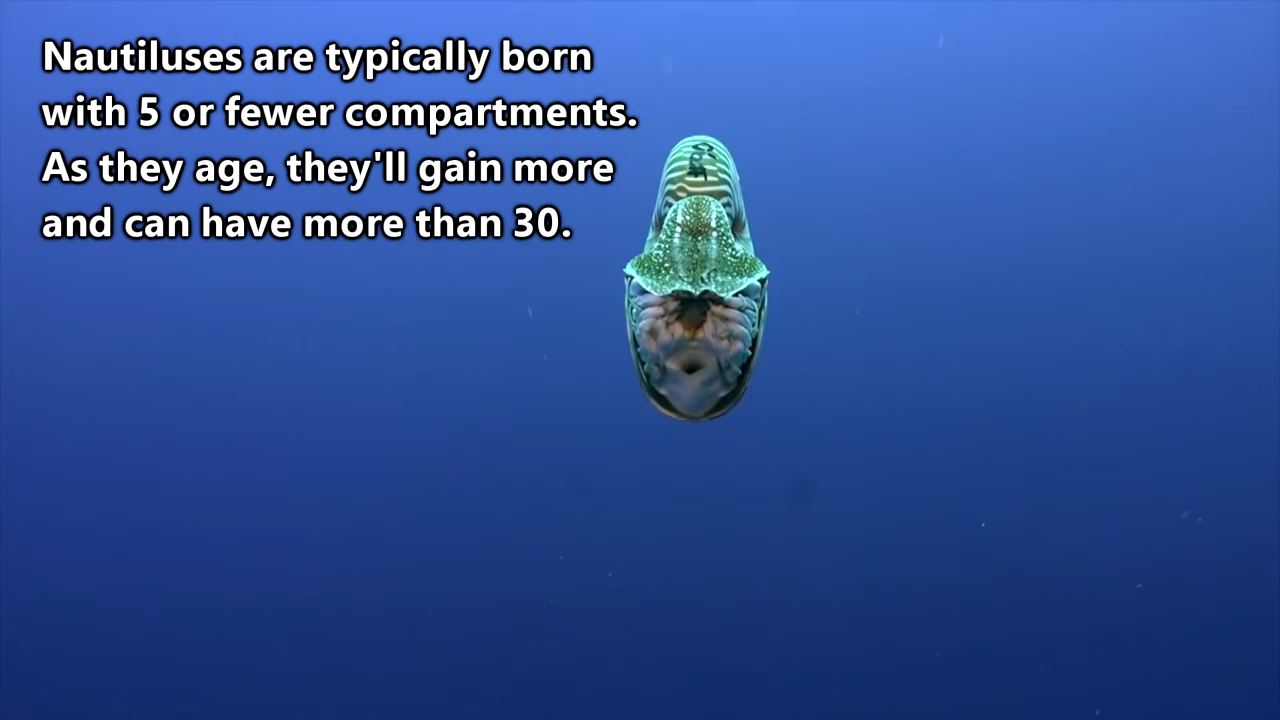 Nautiluses are typically born
with 5 or fewer compartments.
As they age, they'll gain more
and can have more than 30.